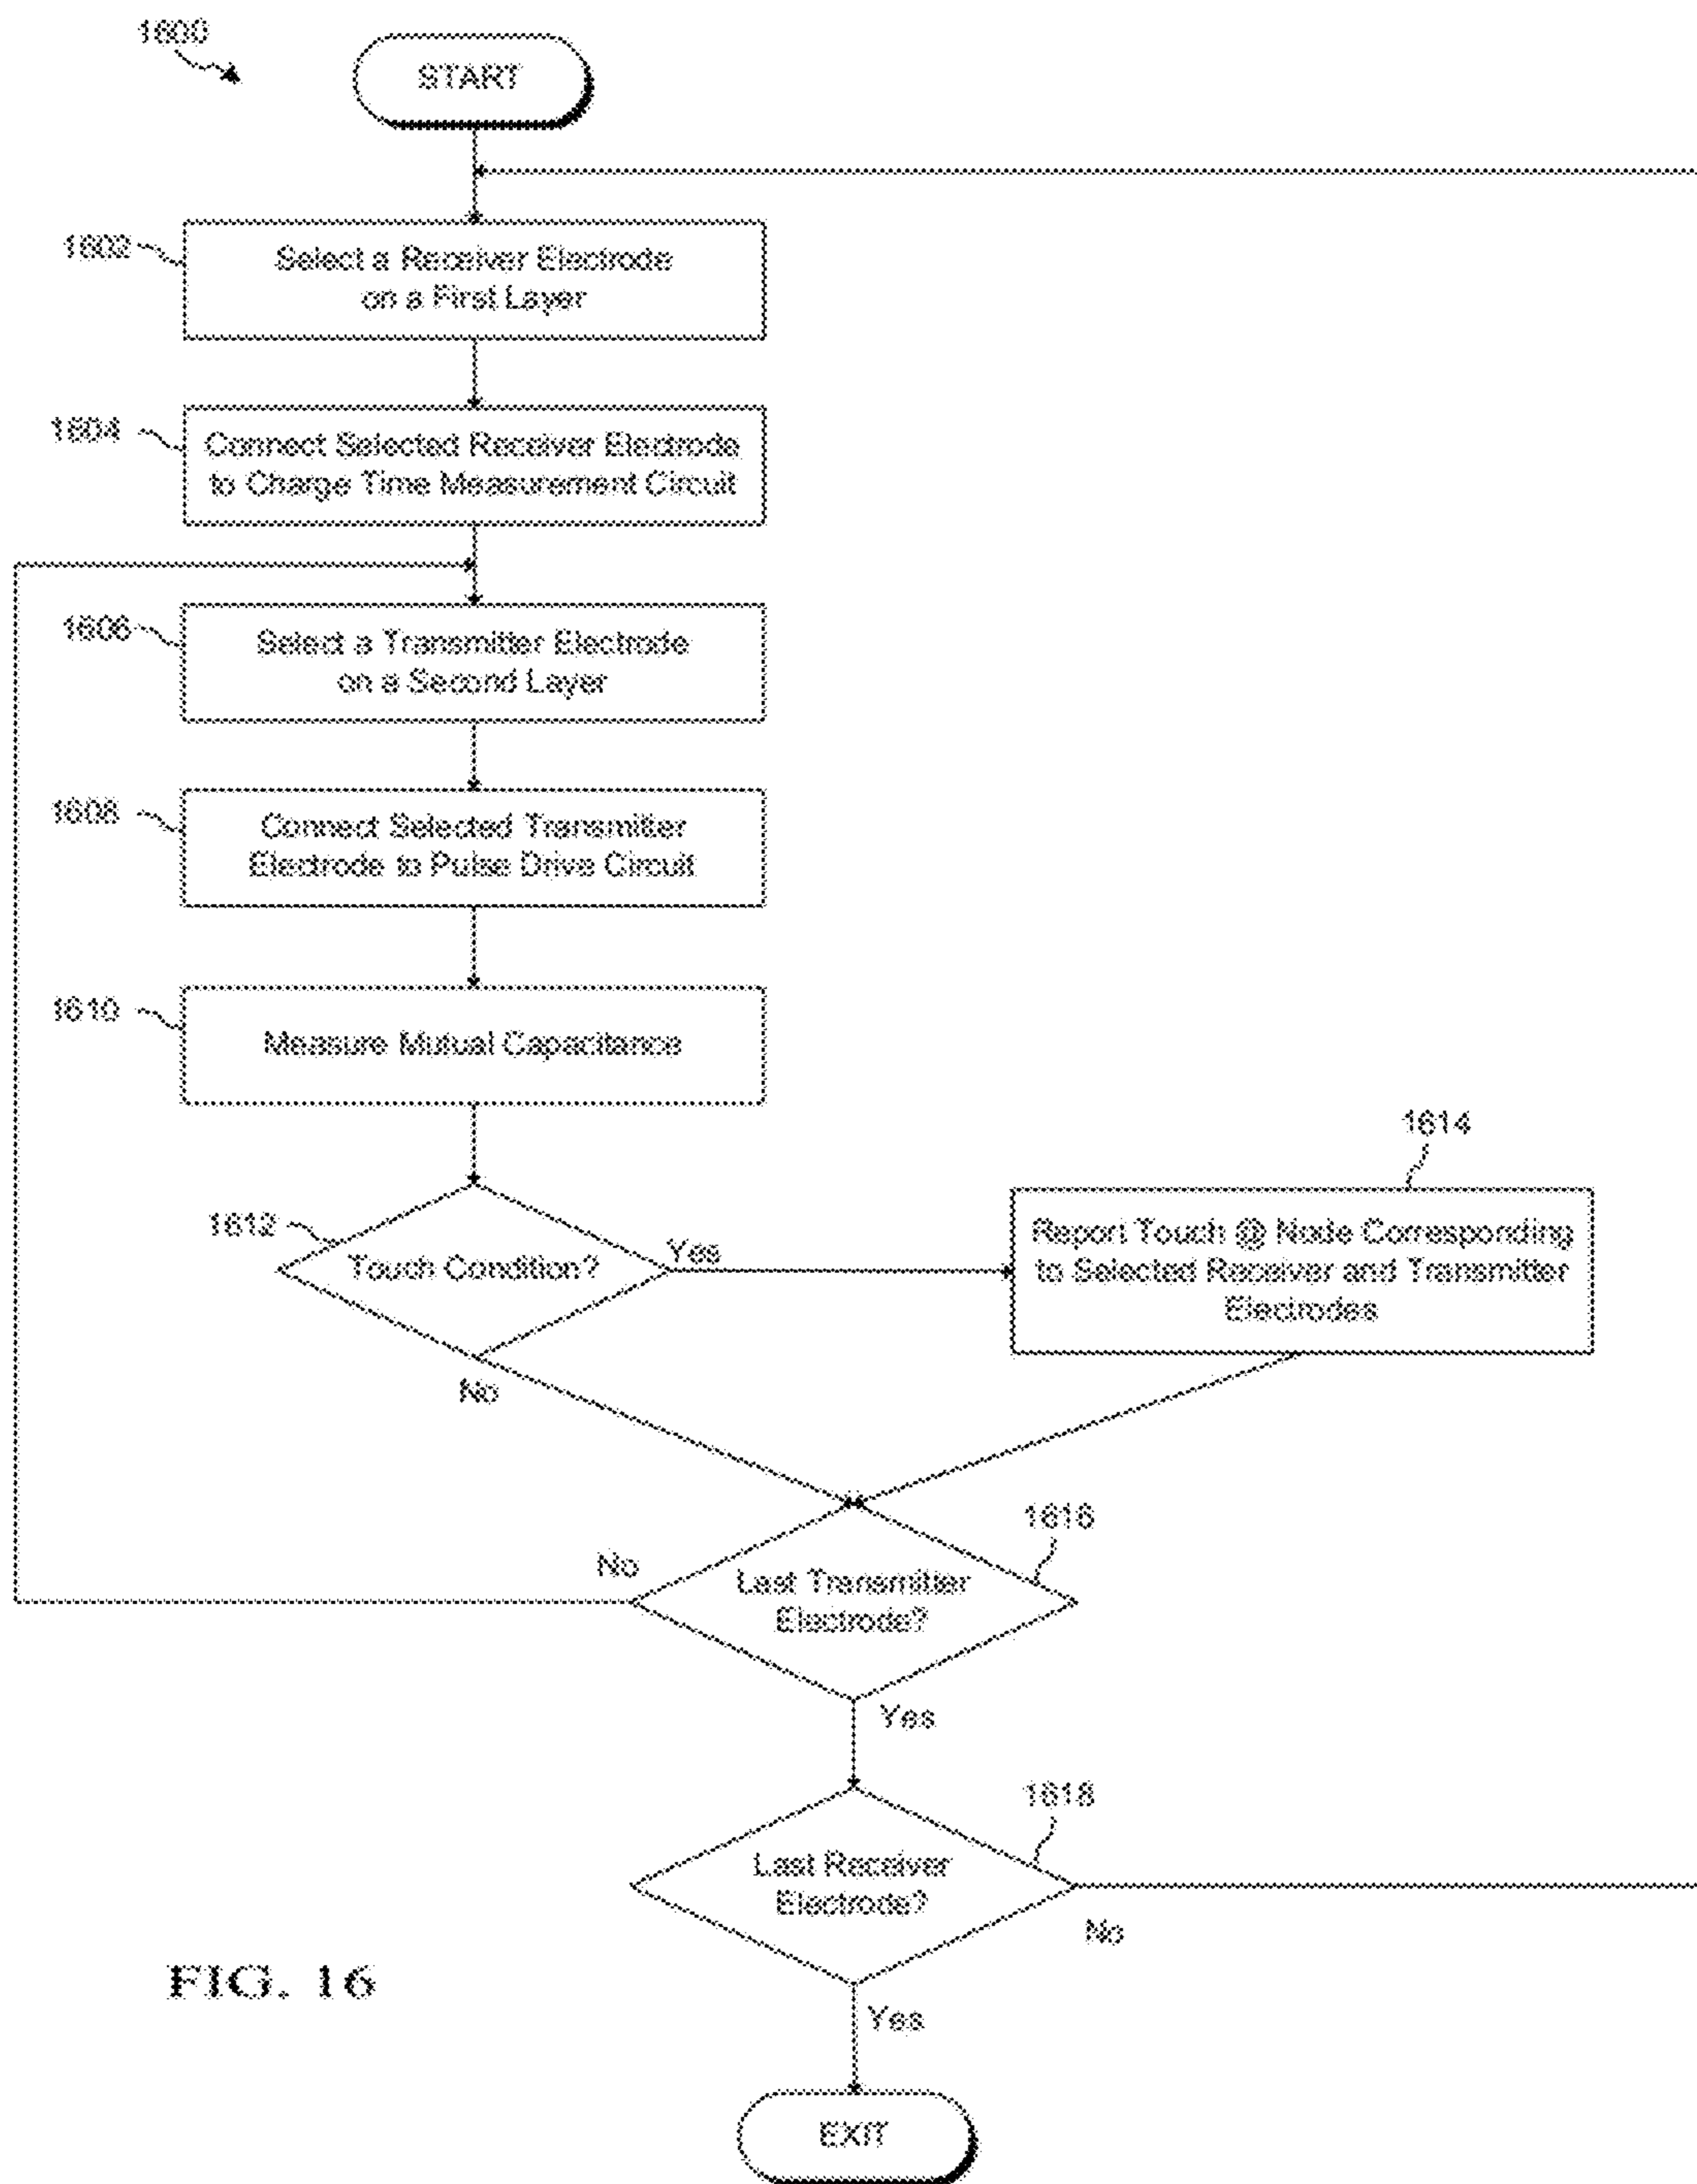 1600
START
1602
Select a Receiver Electrode
on a First Layer
1604
Connect Selected Receiver Electrode
to Charge Time Measurement Circuit
1606
Select a Transmitter Electrode
on a Second Layer
1608
Connect Selected Transmitter
Electrode to Pulse Drive Circuit
1610
Measure Mutual Capacitance
1612
Touch Condition?
Yes
No
1614
Report Touch @ Node Corresponding
to Selected Receiver and Transmitter
Electrodes
1616
No
Last Transmitter
Electrode?
Yes
1618
Last Receiver
Electrode?
No
Yes
FIG. 16
EXIT